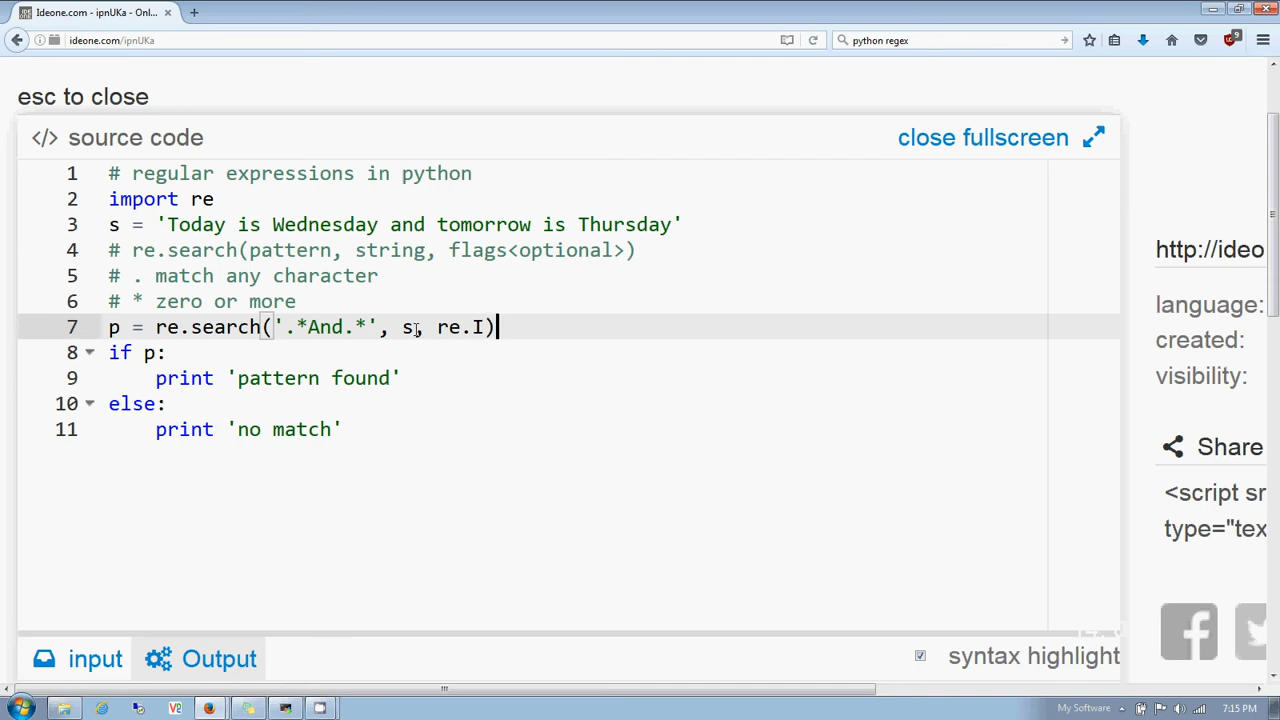 Ideone.com - ipnUKa - Onl...
ideone.com/ipnUKa
python regex
9
esc to close
</> source code
close fullscreen
1 # regular expressions in python
2 import re
3 s = 'Today is Wednesday and tomorrow is Thursday'
4 # re.search(pattern, string, flags<optional>)
5 # . match any character
6 # * zero or more
7 p = re.search('.*And.*', s, re.I)
8 if p:
9 print 'pattern found'
10 else:
11 print 'no match'
http://ideo
language:
created:
visibility:
Share
<script sr
type="tex
input
Output
syntax highlight
My Software
7:15 PM